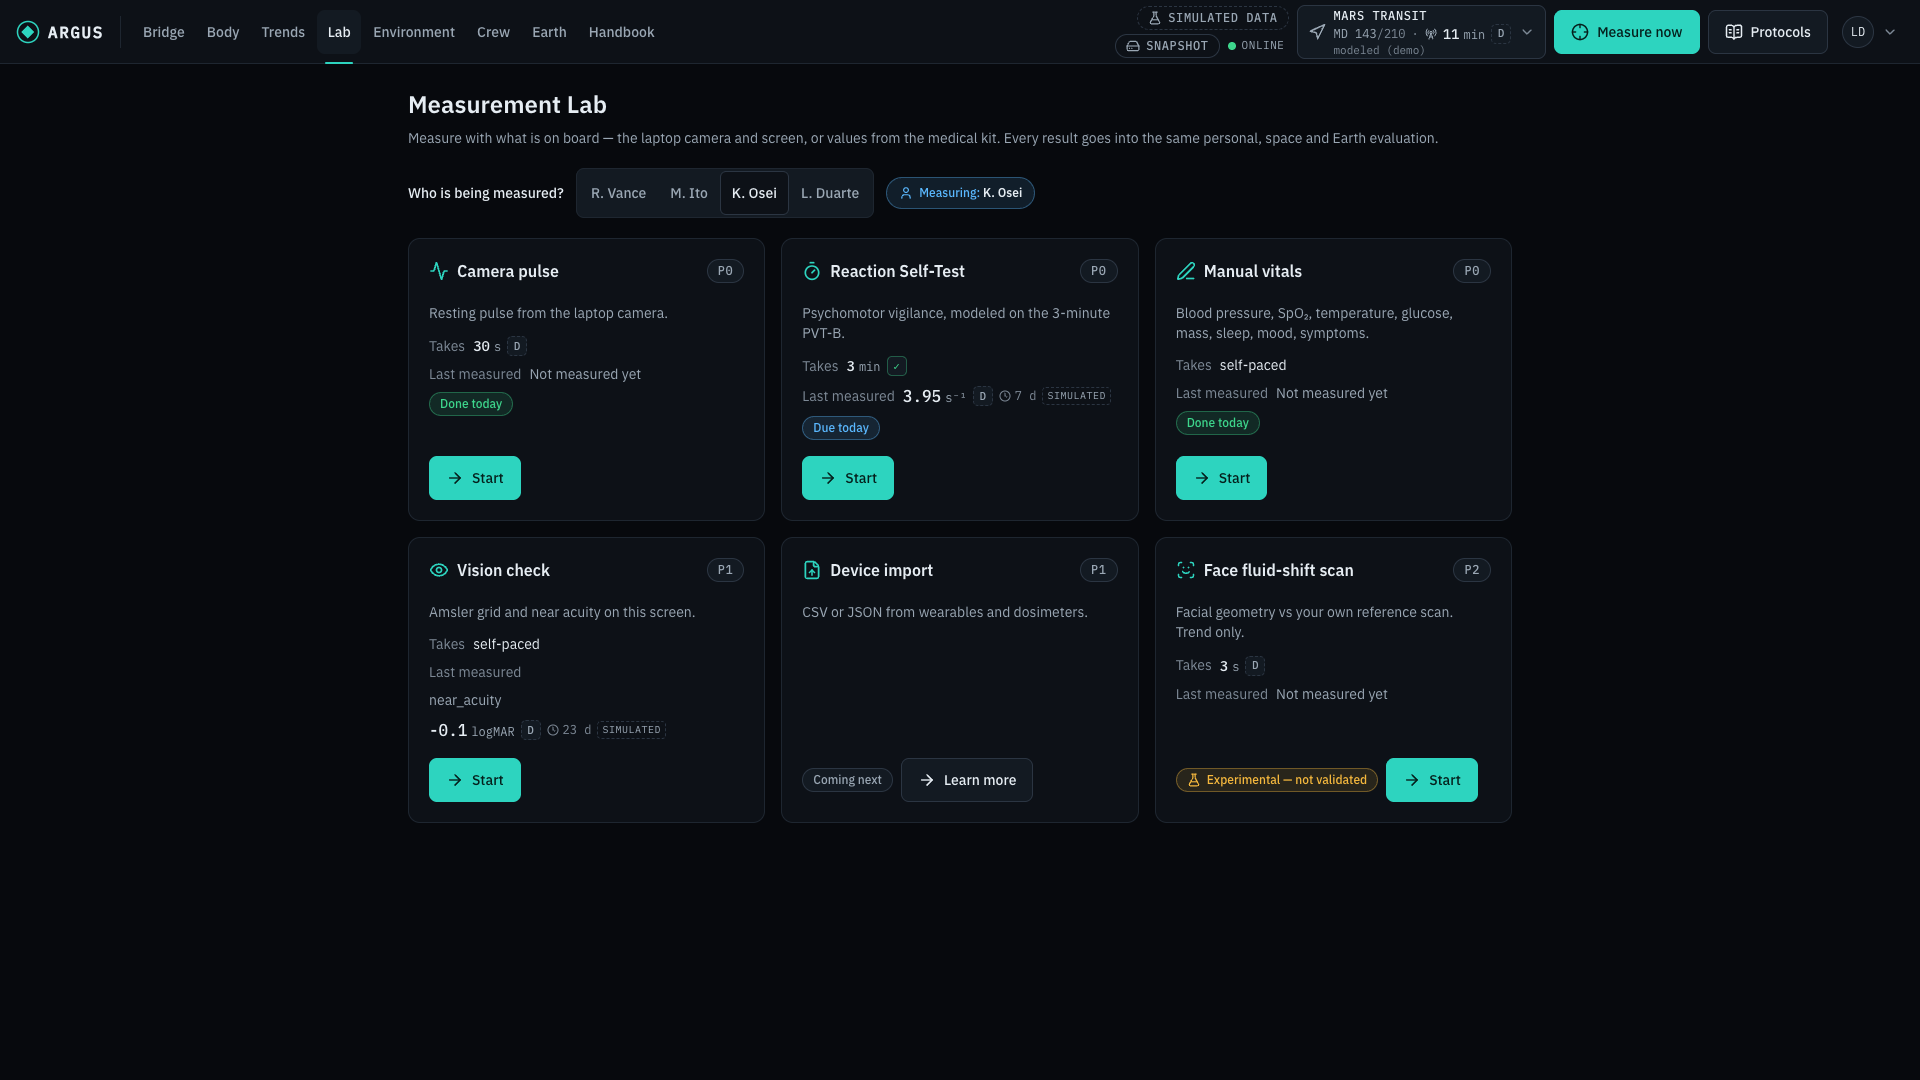 ARGUS
Bridge
Body
Trends
Lab
Environment
Crew
Earth
Handbook
SIMULATED DATA
SNAPSHOT
ONLINE
MARS TRANSIT
MD 143/210 · 11 min D
modeled (demo)
Measure now
Protocols
LD
Measurement Lab
Measure with what is on board — the laptop camera and screen, or values from the medical kit. Every result goes into the same personal, space and Earth evaluation.
Who is being measured?
R. Vance
M. Ito
K. Osei
L. Duarte
Measuring: K. Osei
Camera pulse
P0
Resting pulse from the laptop camera.
Takes 30 s D
Last measured Not measured yet
Done today
Start
Reaction Self-Test
P0
Psychomotor vigilance, modeled on the 3-minute
PVT-B.
Takes 3 min ✓
Last measured 3.95 s⁻¹ D 7 d SIMULATED
Due today
Start
Manual vitals
P0
Blood pressure, SpO₂, temperature, glucose,
mass, sleep, mood, symptoms.
Takes self-paced
Last measured Not measured yet
Done today
Start
Vision check
P1
Amsler grid and near acuity on this screen.
Takes self-paced
Last measured
near_acuity
-0.1 logMAR D 23 d SIMULATED
Start
Device import
P1
CSV or JSON from wearables and dosimeters.
Coming next
Learn more
Face fluid-shift scan
P2
Facial geometry vs your own reference scan.
Trend only.
Takes 3 s D
Last measured Not measured yet
Experimental — not validated
Start